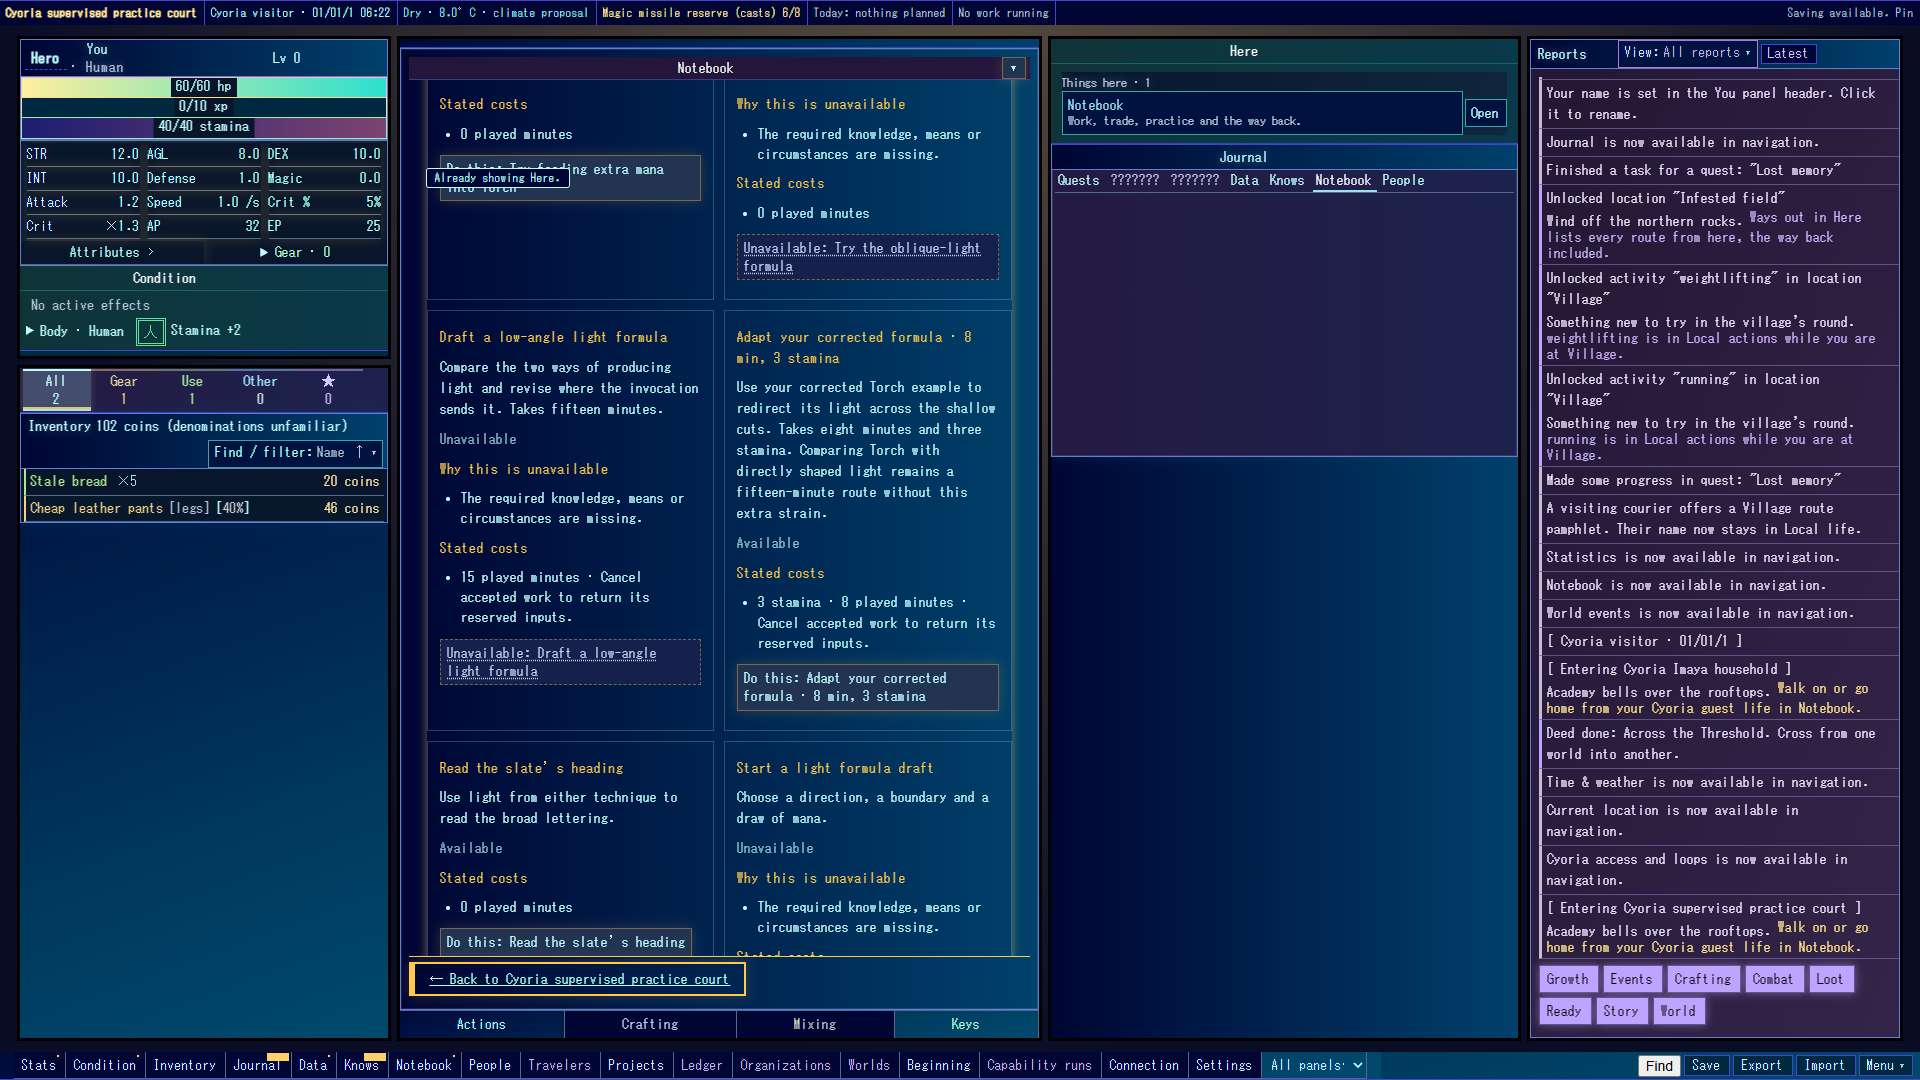 Cyoria supervised practice court
Cyoria visitor · 01/01/1 06:22
Dry · 8.0° C · climate proposal
Magic missile reserve (casts) 6/8
Today: nothing planned
No work running
Saving available. Pin
Hero · You
Human
Lv 0
60/60 hp
0/10 xp
40/40 stamina
STR 12.0 AGL 8.0 DEX 10.0
INT 10.0 Defense 1.0 Magic 0.0
Attack 1.2 Speed 1.0 /s Crit % 5%
Crit ×1.3 AP 32 EP 25
Attributes >
▶ Gear · 0
Condition
No active effects
▶ Body · Human 人 Stamina +2
All Gear Use Other ★
2 1 1 0 0
Inventory 102 coins (denominations unfamiliar)
Find / filter: Name ↑ ▾
Stale bread ×5 20 coins
Cheap leather pants [legs] [40%] 46 coins
Notebook
▼
Stated costs
• 0 played minutes
Do this: Try feeding extra mana
into Torch
Already showing Here.
Why this is unavailable
• The required knowledge, means or
circumstances are missing.
Stated costs
• 0 played minutes
Unavailable: Try the oblique-light
formula
Draft a low-angle light formula
Compare the two ways of producing
light and revise where the invocation
sends it. Takes fifteen minutes.
Unavailable
Why this is unavailable
• The required knowledge, means or
circumstances are missing.
Stated costs
• 15 played minutes · Cancel
accepted work to return its
reserved inputs.
Unavailable: Draft a low-angle
light formula
Adapt your corrected formula · 8
min, 3 stamina
Use your corrected Torch example to
redirect its light across the shallow
cuts. Takes eight minutes and three
stamina. Comparing Torch with
directly shaped light remains a
fifteen-minute route without this
extra strain.
Available
Stated costs
• 3 stamina · 8 played minutes ·
Cancel accepted work to return its
reserved inputs.
Do this: Adapt your corrected
formula · 8 min, 3 stamina
Read the slate's heading
Use light from either technique to
read the broad lettering.
Available
Stated costs
• 0 played minutes
Do this: Read the slate's heading
Start a light formula draft
Choose a direction, a boundary and a
draw of mana.
Unavailable
Why this is unavailable
• The required knowledge, means or
circumstances are missing.
Stated costs
← Back to Cyoria supervised practice court
Actions
Crafting
Mixing
Keys
Here
Things here · 1
Notebook
Work, trade, practice and the way back.
Open
Journal
Quests ??????? ??????? Data Knows Notebook People
Reports
View: All reports ▾
Latest
Your name is set in the You panel header. Click
it to rename.
Journal is now available in navigation.
Finished a task for a quest: "Lost memory"
Unlocked location "Infested field"
Wind off the northern rocks. Ways out in Here
lists every route from here, the way back
included.
Unlocked activity "weightlifting" in location
"Village"
Something new to try in the village's round.
weightlifting is in Local actions while you are
at Village.
Unlocked activity "running" in location
"Village"
Something new to try in the village's round.
running is in Local actions while you are at
Village.
Made some progress in quest: "Lost memory"
A visiting courier offers a Village route
pamphlet. Their name now stays in Local life.
Statistics is now available in navigation.
Notebook is now available in navigation.
World events is now available in navigation.
[ Cyoria visitor · 01/01/1 ]
[ Entering Cyoria Imaya household ]
Academy bells over the rooftops. Walk on or go
home from your Cyoria guest life in Notebook.
Deed done: Across the Threshold. Cross from one
world into another.
Time & weather is now available in navigation.
Current location is now available in
navigation.
Cyoria access and loops is now available in
navigation.
[ Entering Cyoria supervised practice court ]
Academy bells over the rooftops. Walk on or go
home from your Cyoria guest life in Notebook.
Growth Events Crafting Combat Loot
Ready Story World
Stats Condition Inventory Journal Data Knows Notebook People Travelers Projects Ledger Organizations Worlds Beginning Capability runs Connection Settings All panels
Find Save Export Import Menu ▾